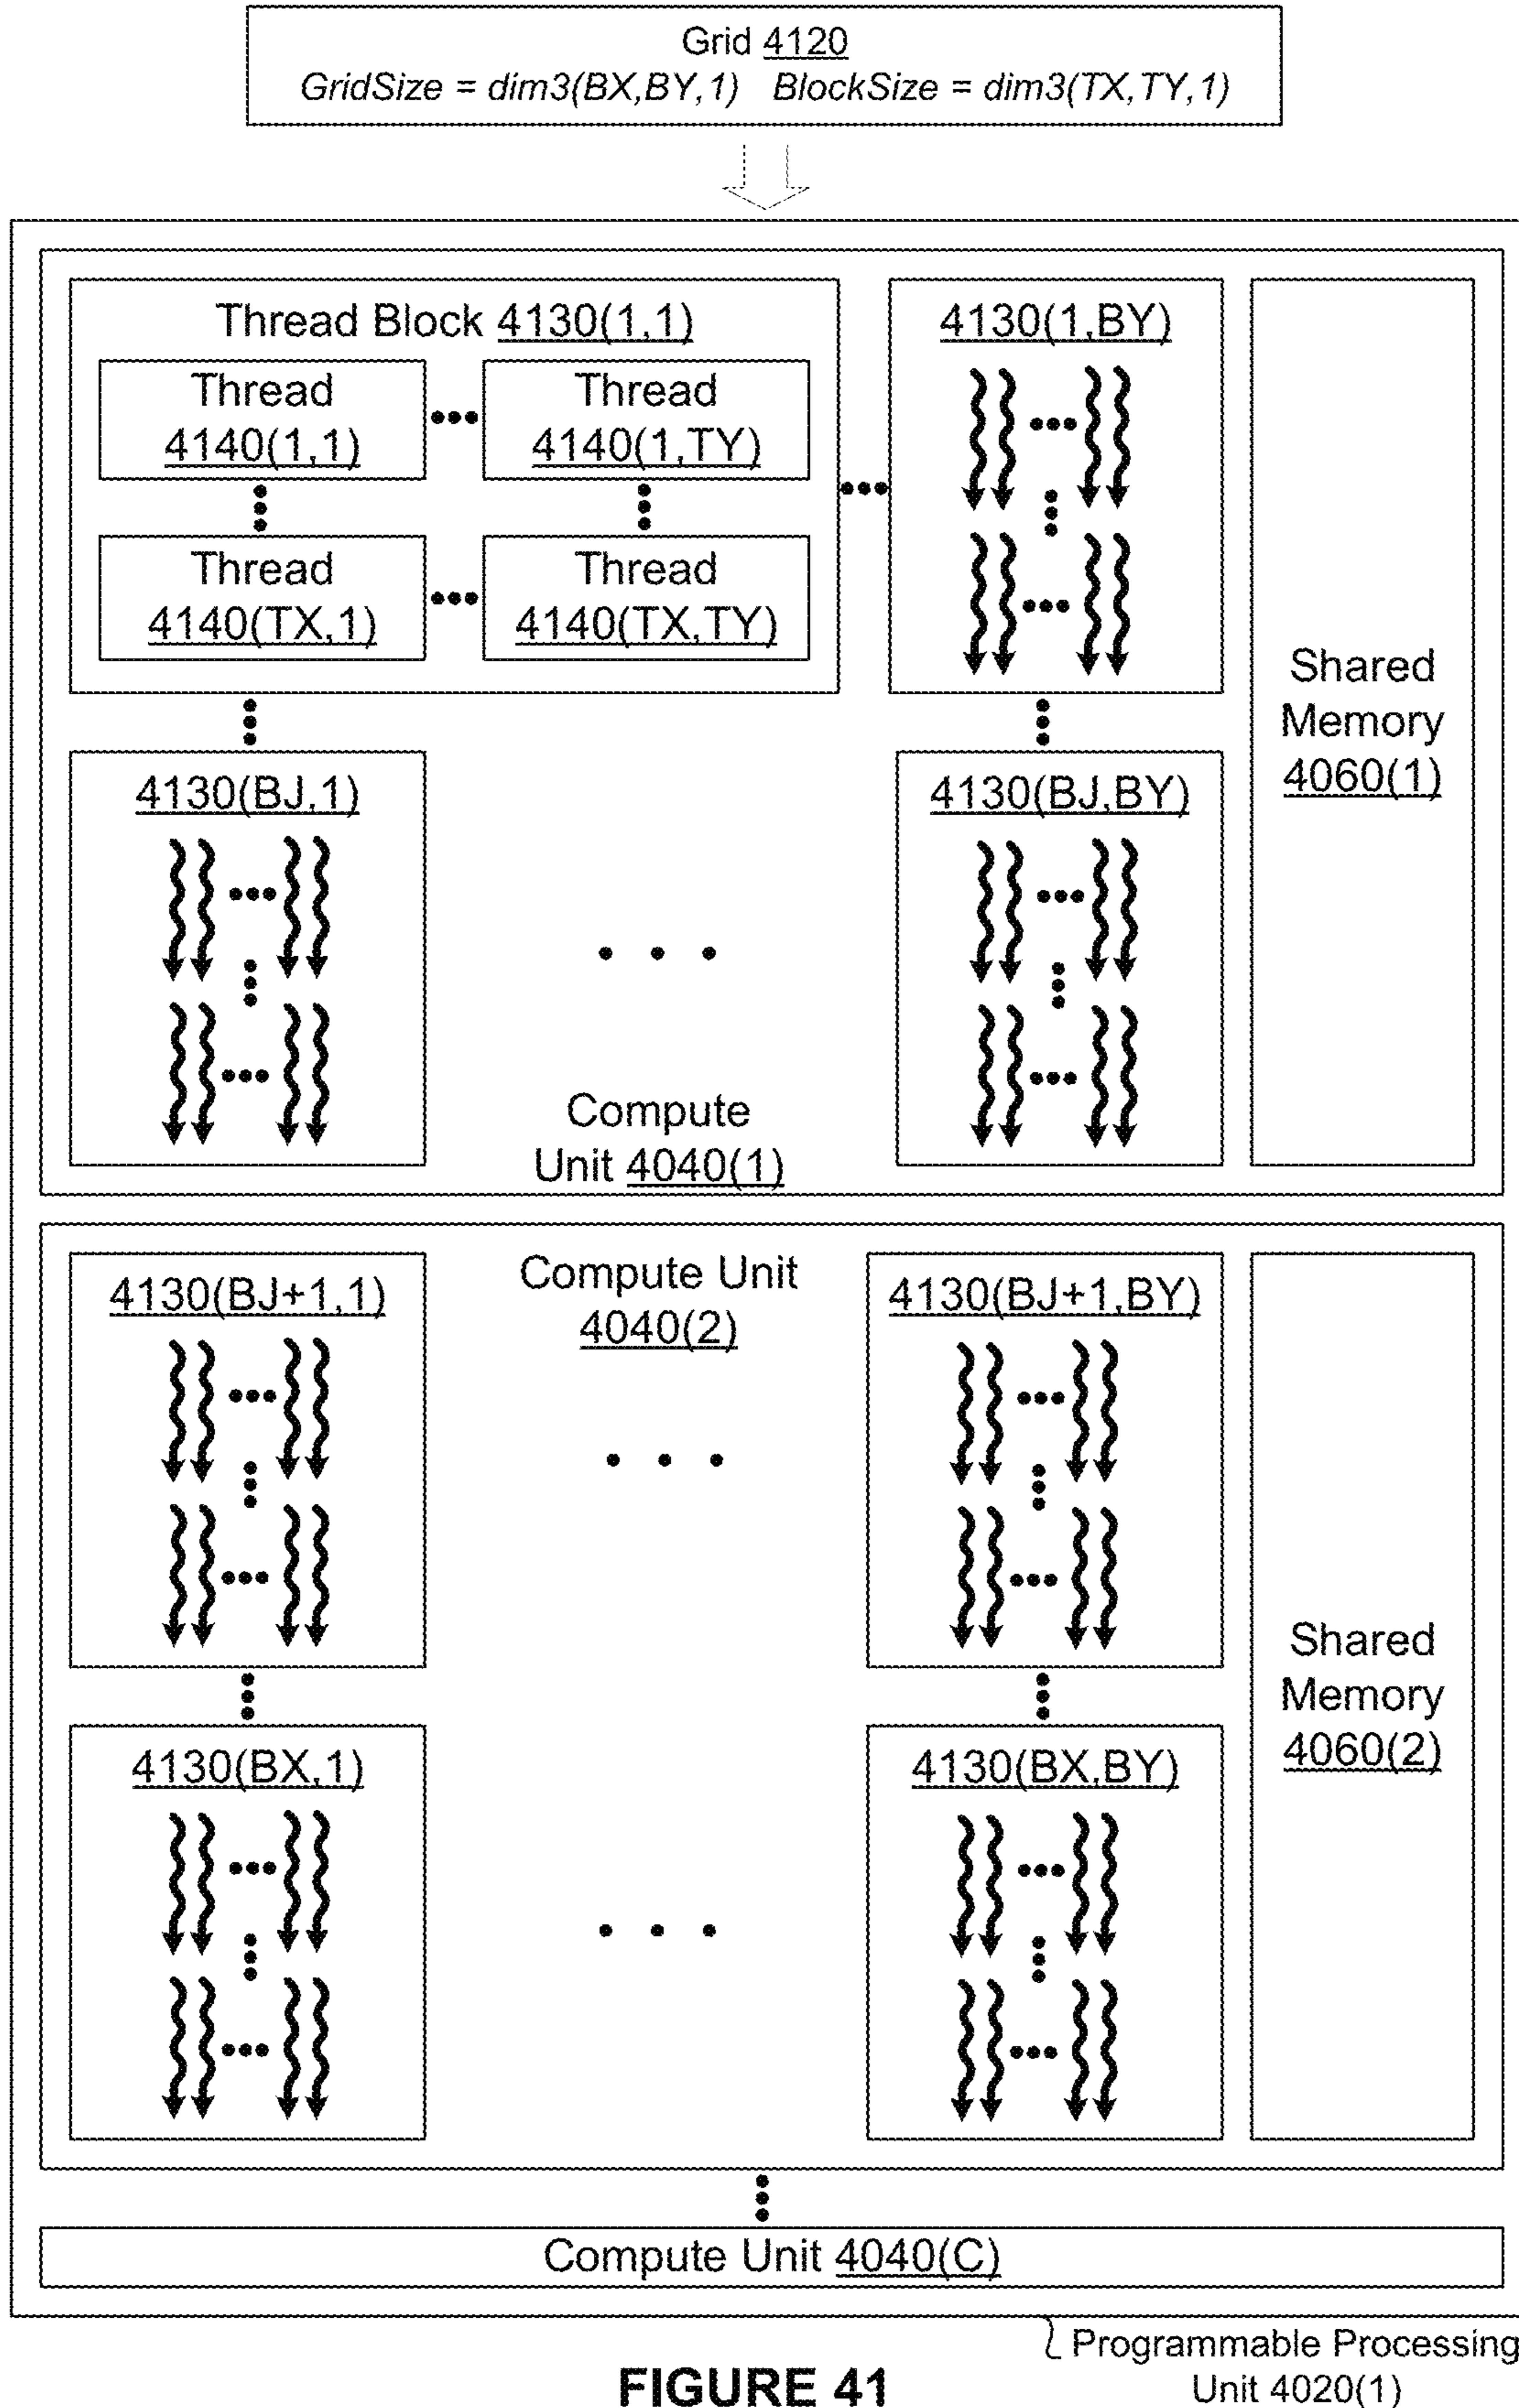 Grid 4120
GridSize = dim3(BX,BY,1) BlockSize = dim3(TX,TY,1)
Thread Block 4130(1,1)
Thread
4140(1,1)
Thread
4140(1,TY)
Thread
4140(TX,1)
Thread
4140(TX,TY)
4130(1,BY)
Shared
Memory
4060(1)
4130(BJ,1)
4130(BJ,BY)
Compute
Unit 4040(1)
4130(BJ+1,1)
Compute Unit
4040(2)
4130(BJ+1,BY)
Shared
Memory
4060(2)
4130(BX,1)
4130(BX,BY)
Compute Unit 4040(C)
Programmable Processing
Unit 4020(1)
FIGURE 41